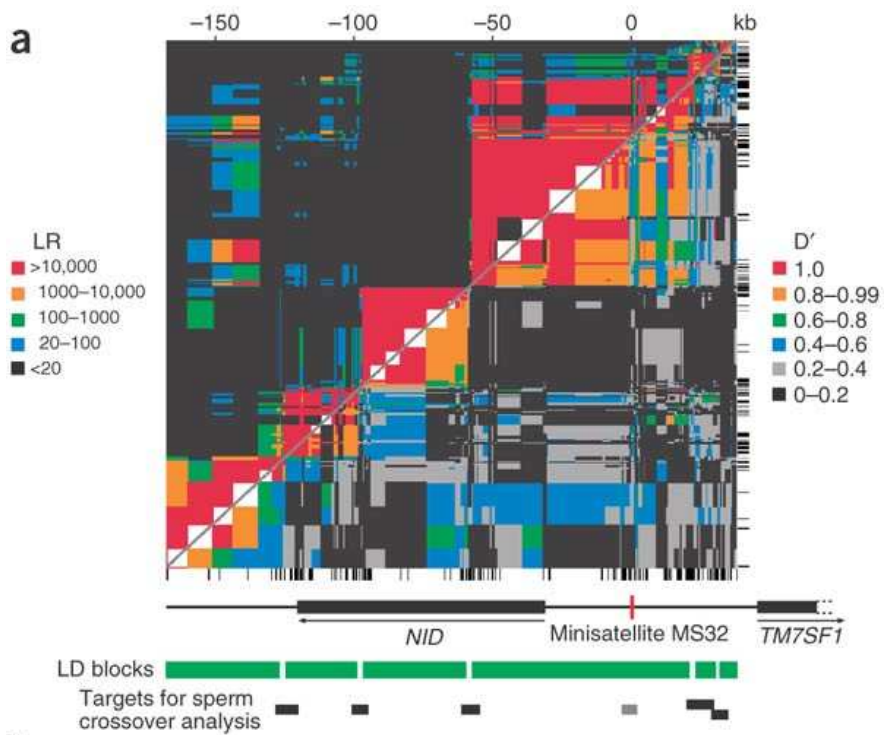 a
−150 −100 −50 0 kb
LR
>10,000
1000–10,000
100–1000
20–100
<20
D′
1.0
0.8–0.99
0.6–0.8
0.4–0.6
0.2–0.4
0–0.2
NID Minisatellite MS32 TM7SF1
LD blocks
Targets for sperm
crossover analysis